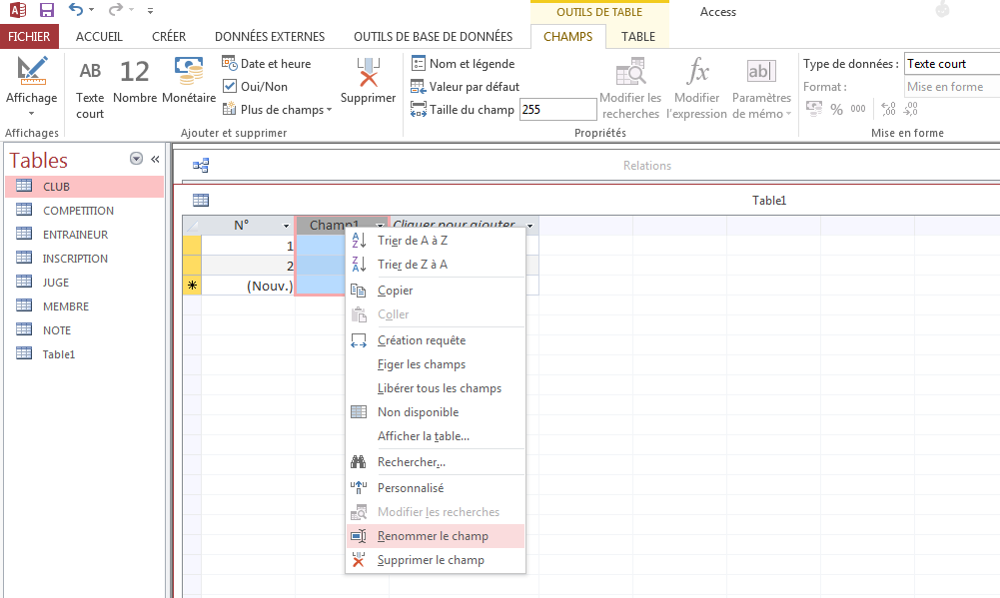 OUTILS DE TABLE
Access
FICHIER
ACCUEIL
CRÉER
DONNÉES EXTERNES
OUTILS DE BASE DE DONNÉES
CHAMPS
TABLE
Affichage
AB
Texte court
12
Nombre
Monétaire
Date et heure
Oui/Non
Plus de champs
Supprimer
Nom et légende
Valeur par défaut
Taille du champ 255
Modifier les recherches
fx
Modifier l'expression
ab
Paramètres de mémo
Type de données : Texte court
Format : Mise en forme
% 000 ,00 ,00
Affichages
Ajouter et supprimer
Propriétés
Mise en forme
Tables
CLUB
COMPETITION
ENTRAINEUR
INSCRIPTION
JUGE
MEMBRE
NOTE
Table1
Relations
Table1
N° Champ1 Cliquer pour ajouter
1
2
* (Nouv.)
Trier de A à Z
Trier de Z à A
Copier
Coller
Création requête
Figer les champs
Libérer tous les champs
Non disponible
Afficher la table...
Rechercher...
Personnalisé
Modifier les recherches
Renommer le champ
Supprimer le champ